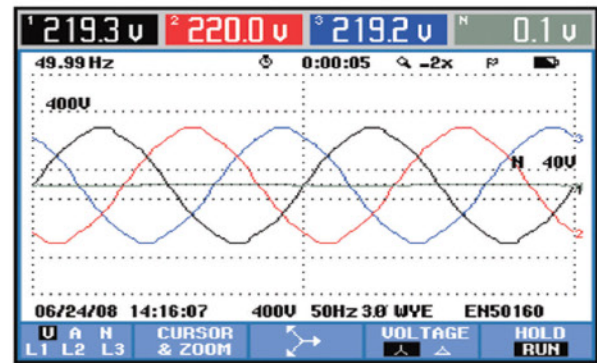 1 219.3 V 2 220.0 V 3 219.2 V N 0.1 V
49.99 Hz 0:00:05 -2x
400V
3
N 40V
1
2
06/24/08 14:16:07 400V 50Hz 3.Ø WYE EN50160
U A N CURSOR VOLTAGE HOLD
L1 L2 L3 & ZOOM RUN